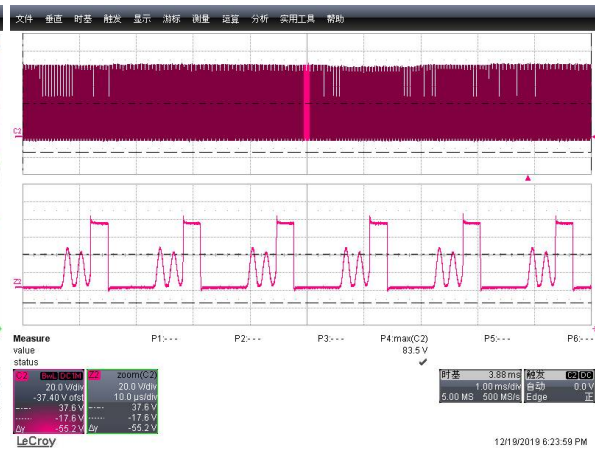 文件 垂直 时基 触发 显示 游标 测量 运算 分析 实用工具 帮助
C2
Z2
Measure P1:--- P2:--- P3:--- P4:max(C2) P5:--- P6:---
value 83.5 V
status ✓
C2 BwL DC1M Z2 zoom(C2) 时基 3.88 ms 触发 C2 DC
20.0 V/div 20.0 V/div 1.00 ms/div 自动 0.0 V
-37.40 V ofst 10.0 µs/div 5.00 MS 500 MS/s Edge 正
37.6 V 37.6 V
-17.6 V -17.6 V
Δy -55.2 V Δy -55.2 V
LeCroy 12/19/2019 6:23:59 PM